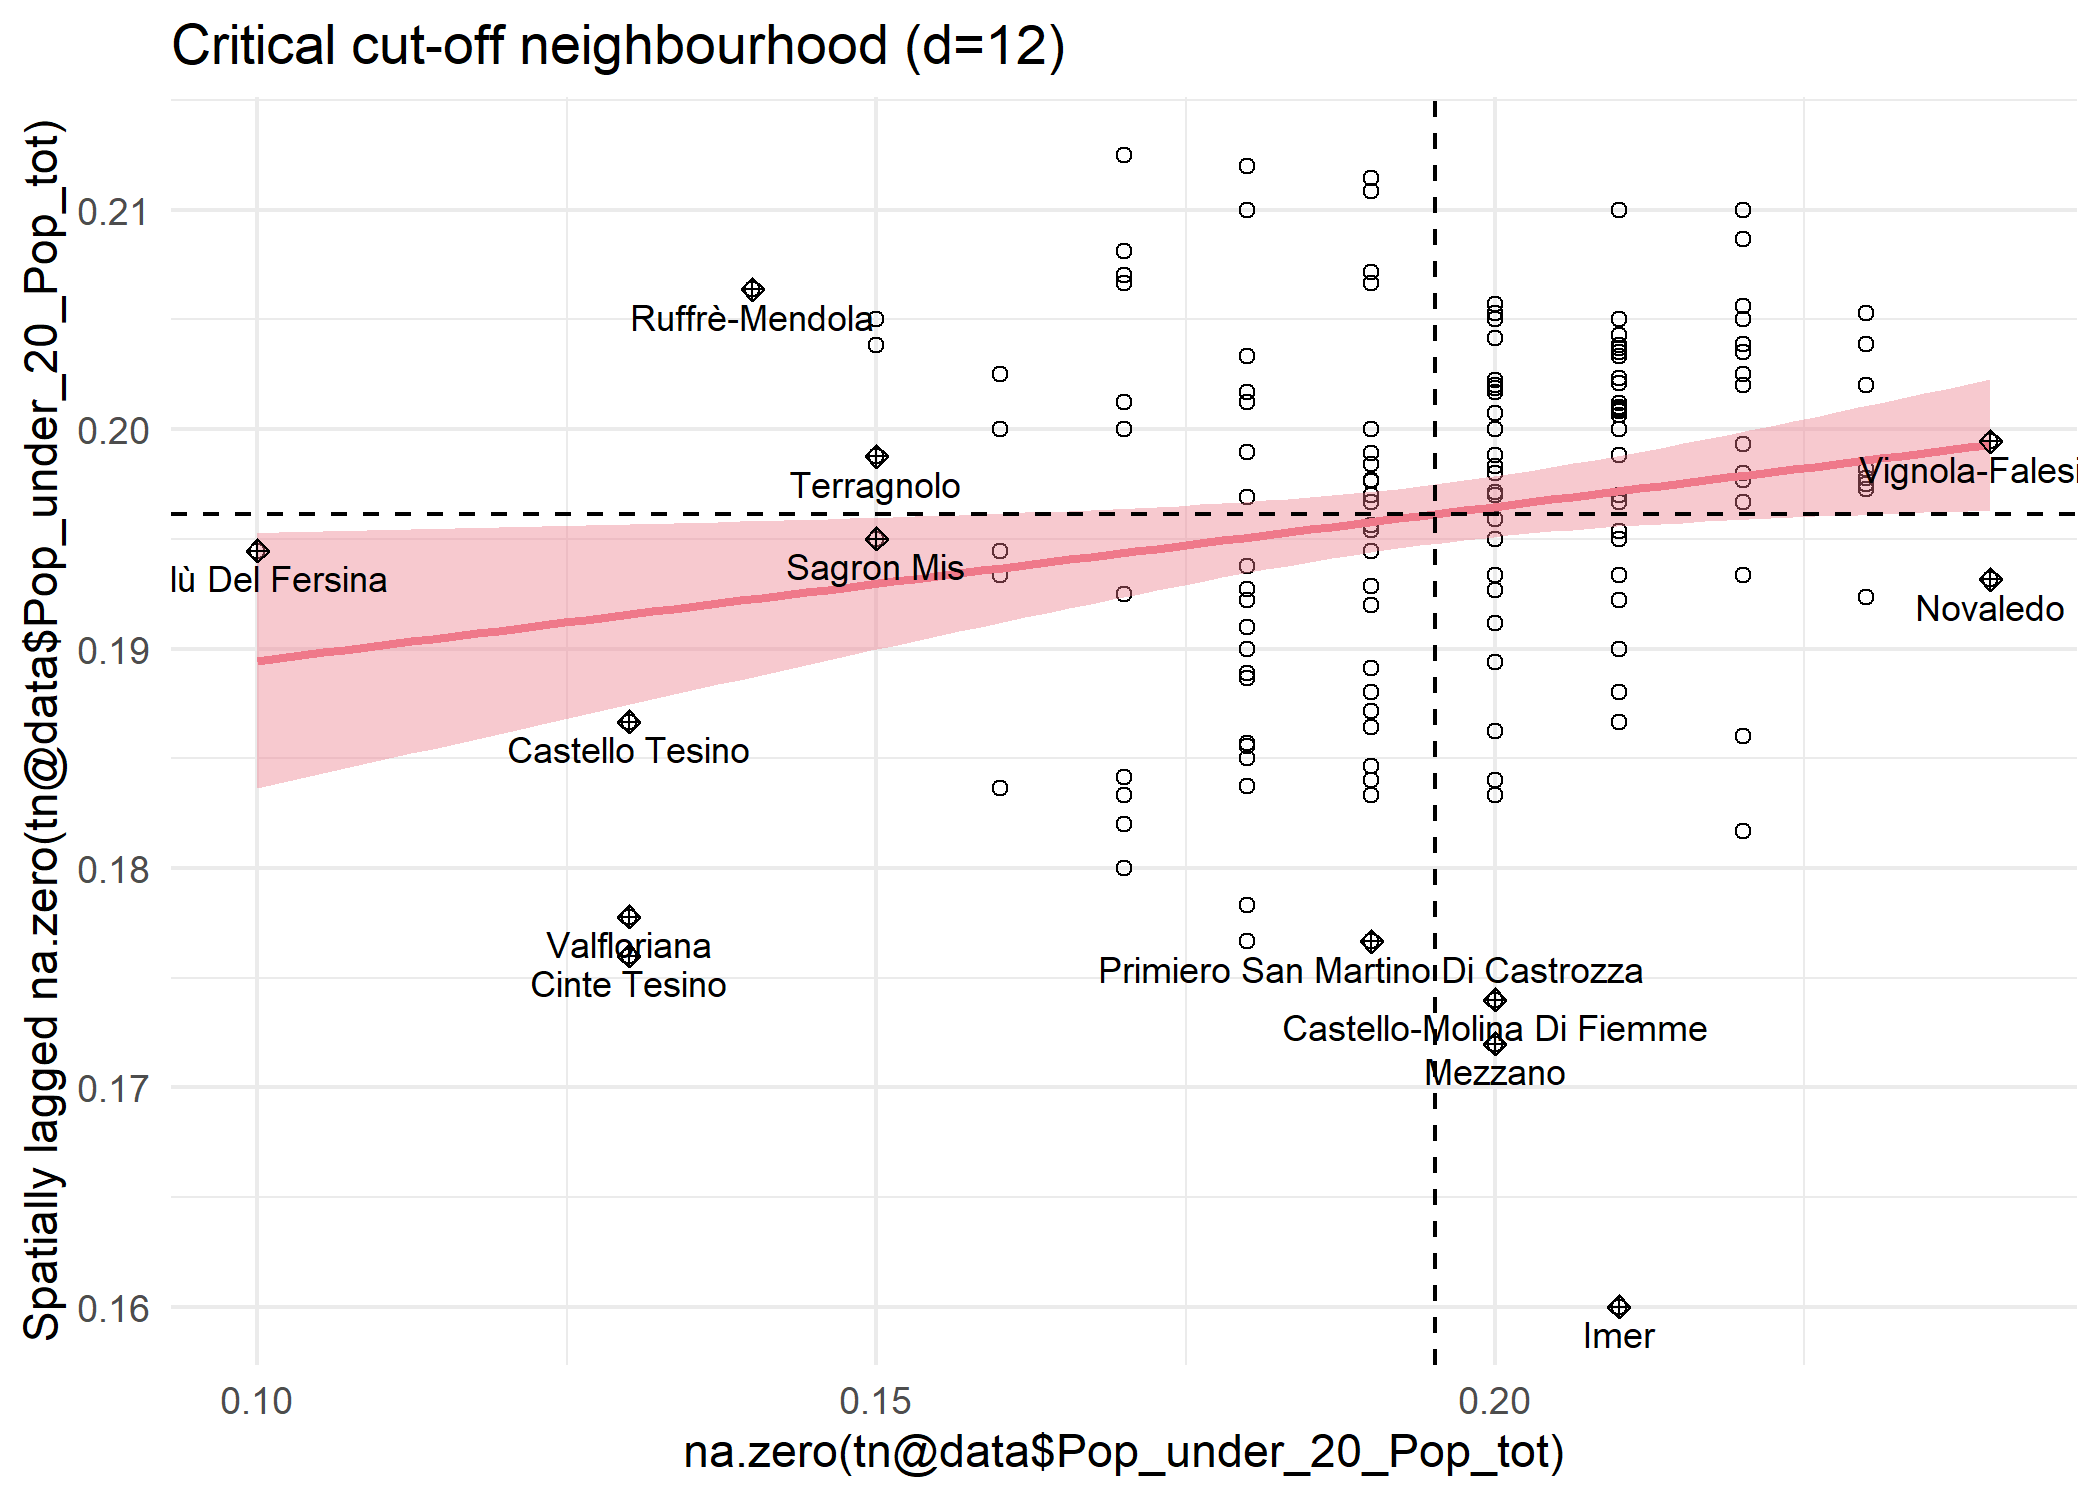 Critical cut-off neighbourhood (d=12)
Spatially lagged na.zero(tn@data$Pop_under_20_Pop_tot)
0.21
0.20
0.19
0.18
0.17
0.16
Ruffrè-Mendola
Terragnolo
Vignola-Falesi
Sagron Mis
lù Del Fersina
Novaledo
Castello Tesino
Valfloriana
Cinte Tesino
Primiero San Martino Di Castrozza
Castello-Molina Di Fiemme
Mezzano
Imer
0.10
0.15
0.20
na.zero(tn@data$Pop_under_20_Pop_tot)